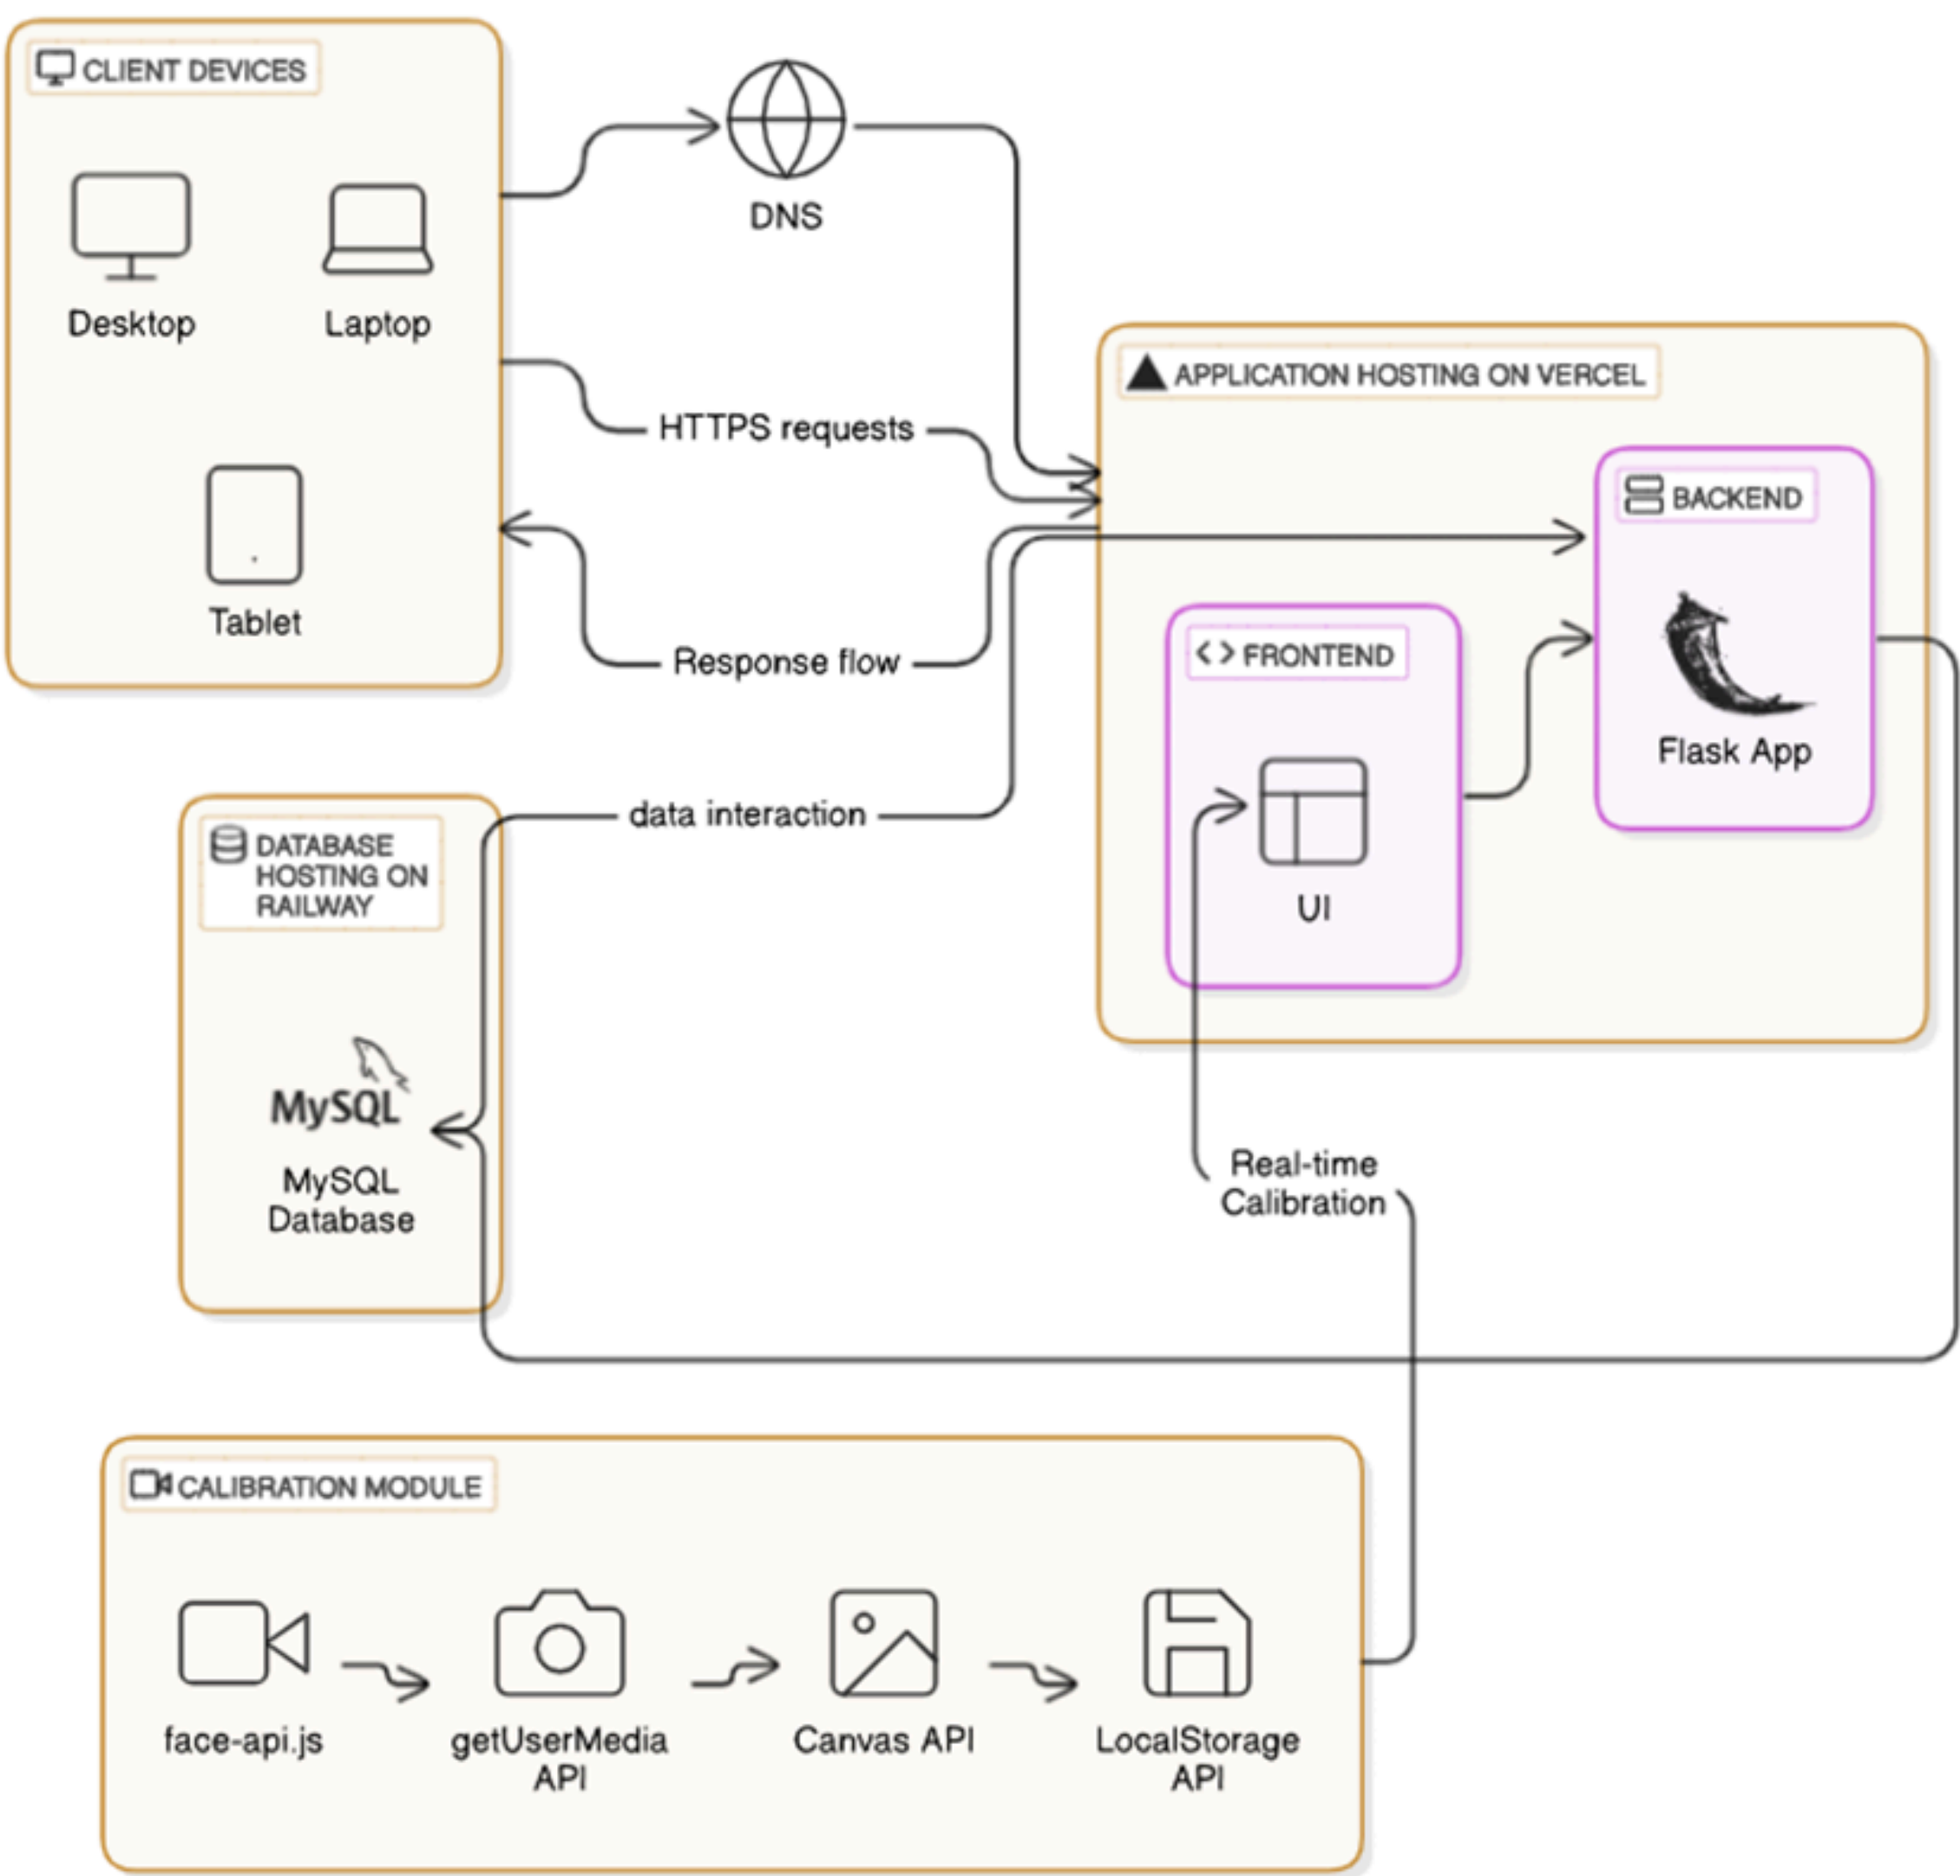 CLIENT DEVICES
Desktop
Laptop
Tablet
DNS
HTTPS requests
Response flow
APPLICATION HOSTING ON VERCEL
BACKEND
Flask App
FRONTEND
UI
data interaction
DATABASE
HOSTING ON
RAILWAY
MySQL
MySQL
Database
Real-time
Calibration
CALIBRATION MODULE
face-api.js
getUserMedia
API
Canvas API
LocalStorage
API